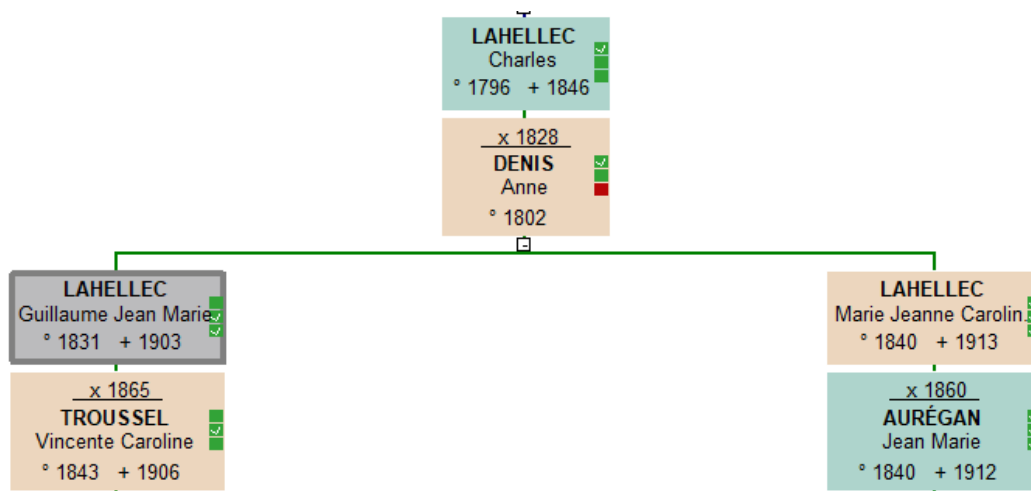 LAHELLEC
Charles
° 1796 + 1846
x 1828
DENIS
Anne
° 1802
LAHELLEC
Guillaume Jean Marie
° 1831 + 1903
x 1865
TROUSSEL
Vincente Caroline
° 1843 + 1906
LAHELLEC
Marie Jeanne Carolin.
° 1840 + 1913
x 1860
AURÉGAN
Jean Marie
° 1840 + 1912